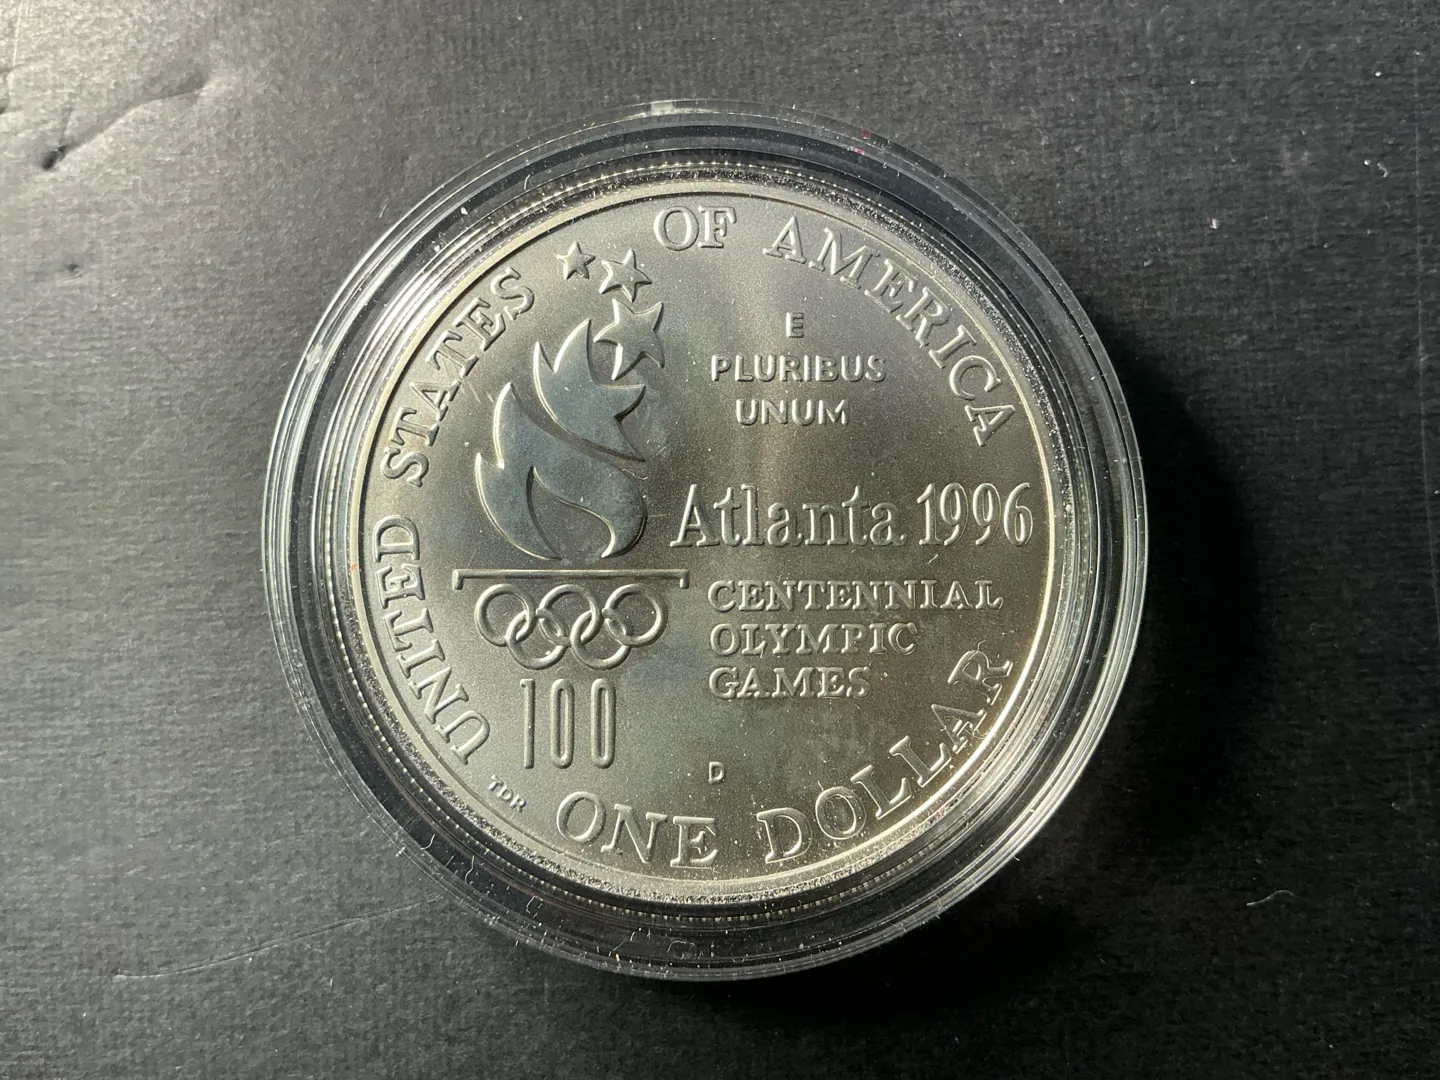 UNITED STATES OF AMERICA
E
PLURIBUS
UNUM
Atlanta 1996
CENTENNIAL
OLYMPIC
GAMES
100
D
TDR
ONE DOLLAR